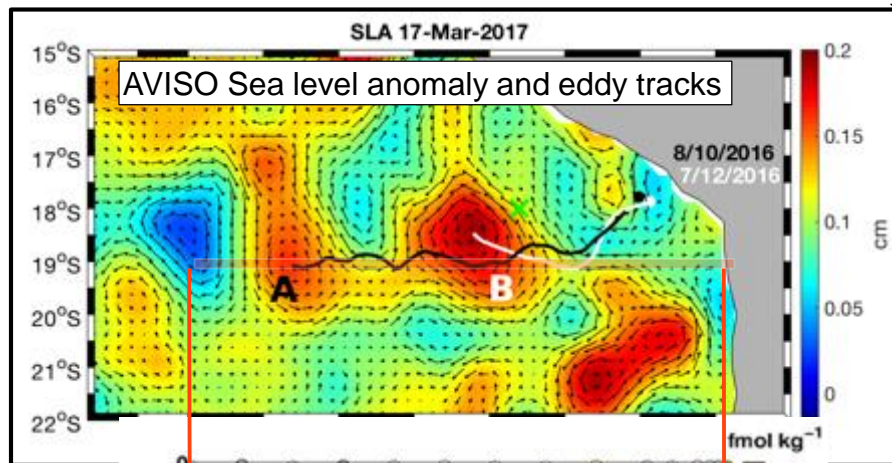 SLA 17-Mar-2017
AVISO Sea level anomaly and eddy tracks
15°S
16°S
17°S
18°S
19°S
20°S
21°S
22°S
8/10/2016
7/12/2016
A
B
0.2
0.15
0.1
0.05
0
cm
fmol kg⁻¹
0